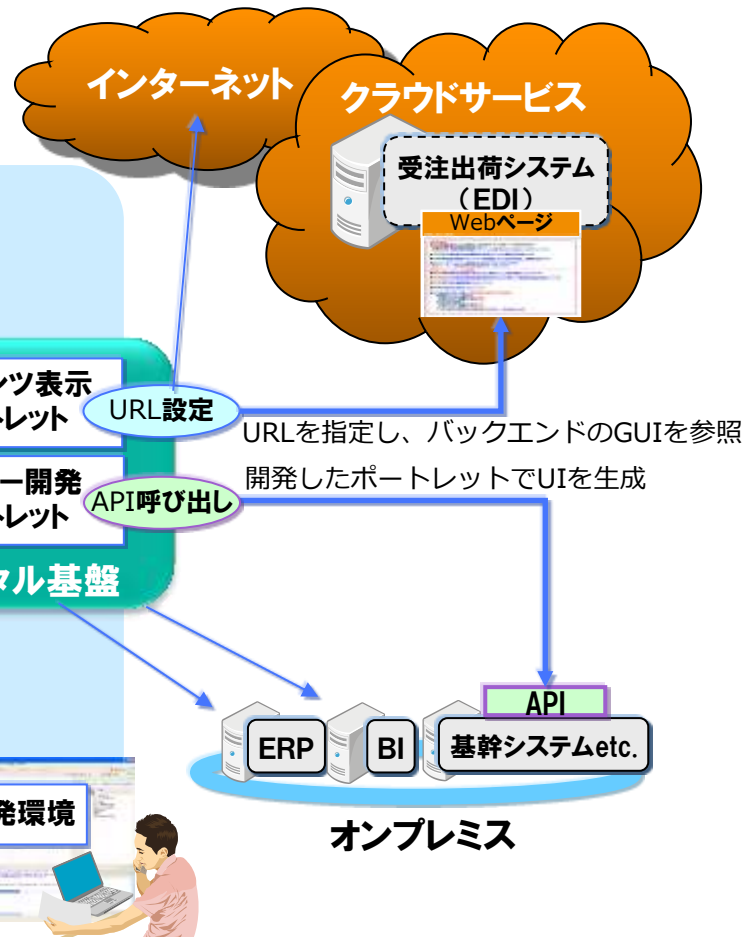 インターネット
クラウドサービス
受注出荷システム
（EDI）
Webページ
ンツ表示
トレット
URL設定
URLを指定し、バックエンドのGUIを参照
ー開発
トレット
API呼び出し
開発したポートレットでUIを生成
タル基盤
API
ERP
BI
基幹システムetc.
オンプレミス
発環境